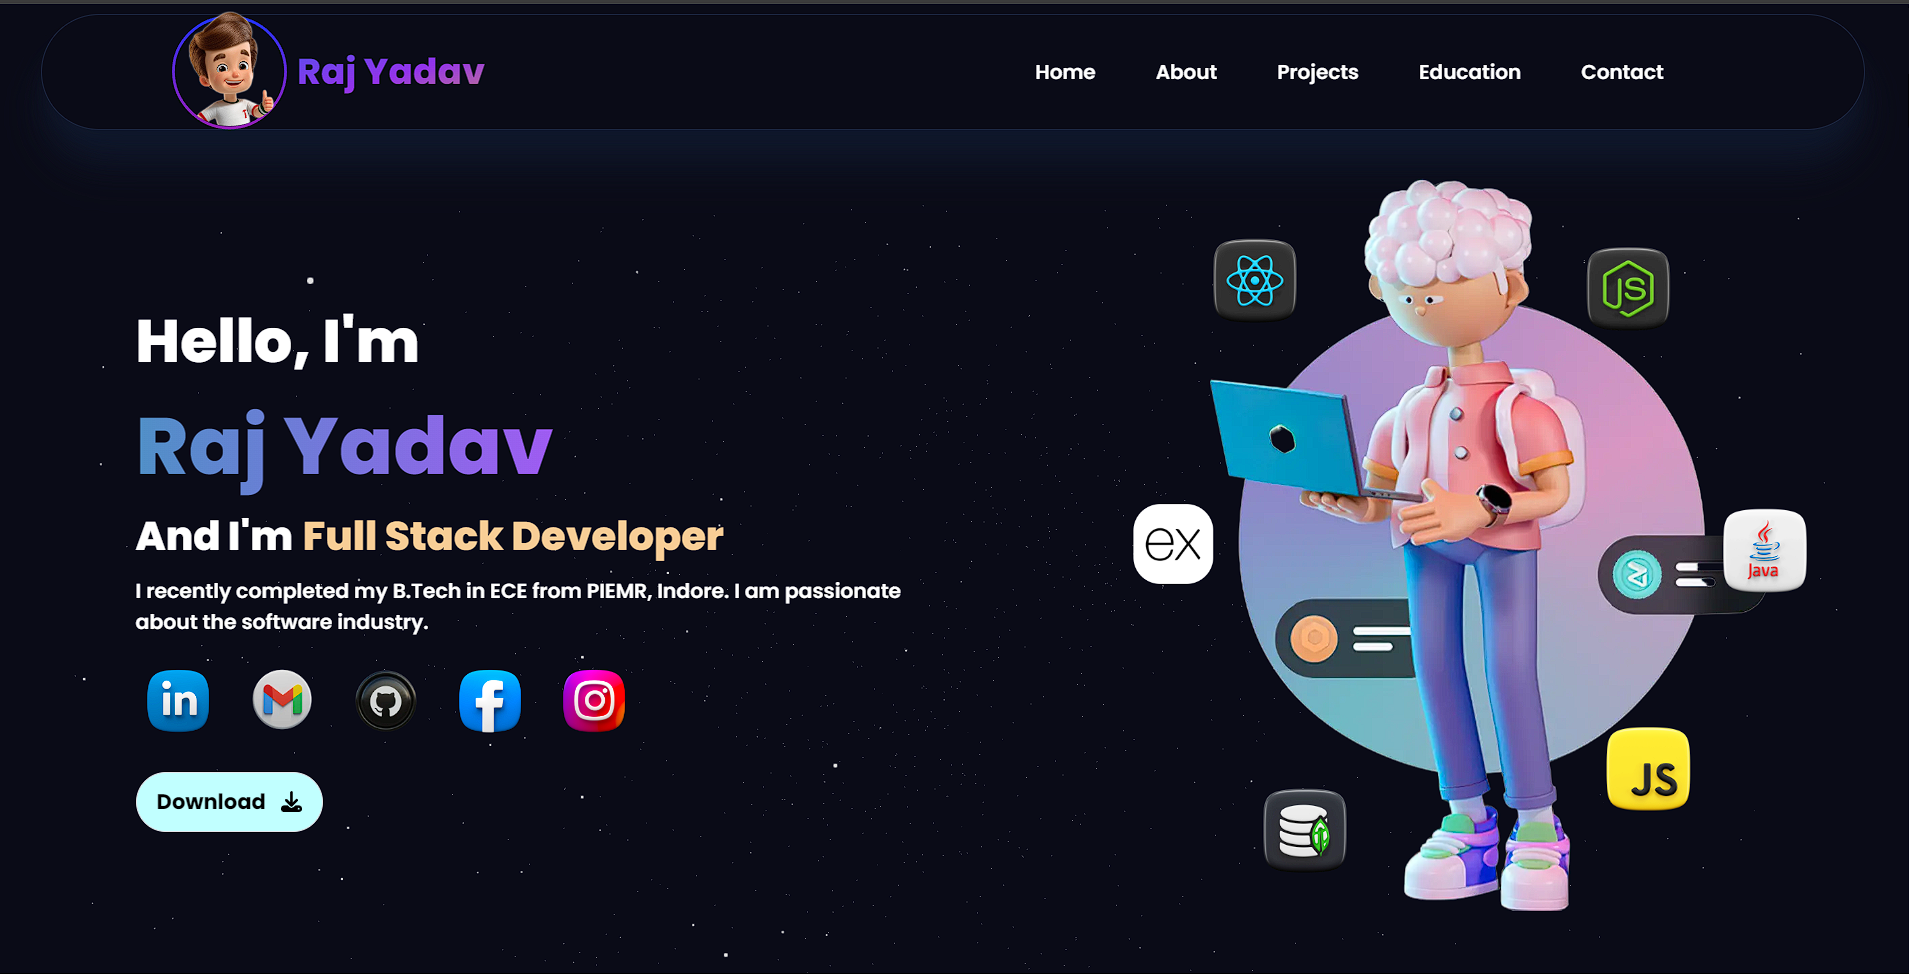 Raj Yadav
Home
About
Projects
Education
Contact
Hello, I'm
Raj Yadav
And I'm Full Stack Developer
I recently completed my B.Tech in ECE from PIEMR, Indore. I am passionate
about the software industry.
in
Download
JS
ex
Java
JS